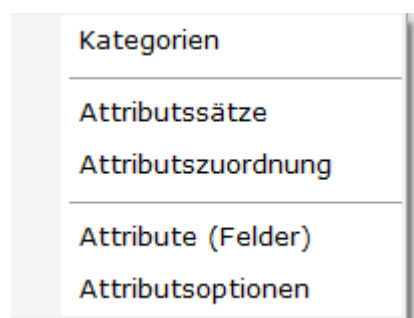 Kategorien
Attributssätze
Attributszuordnung
Attribute (Felder)
Attributsoptionen